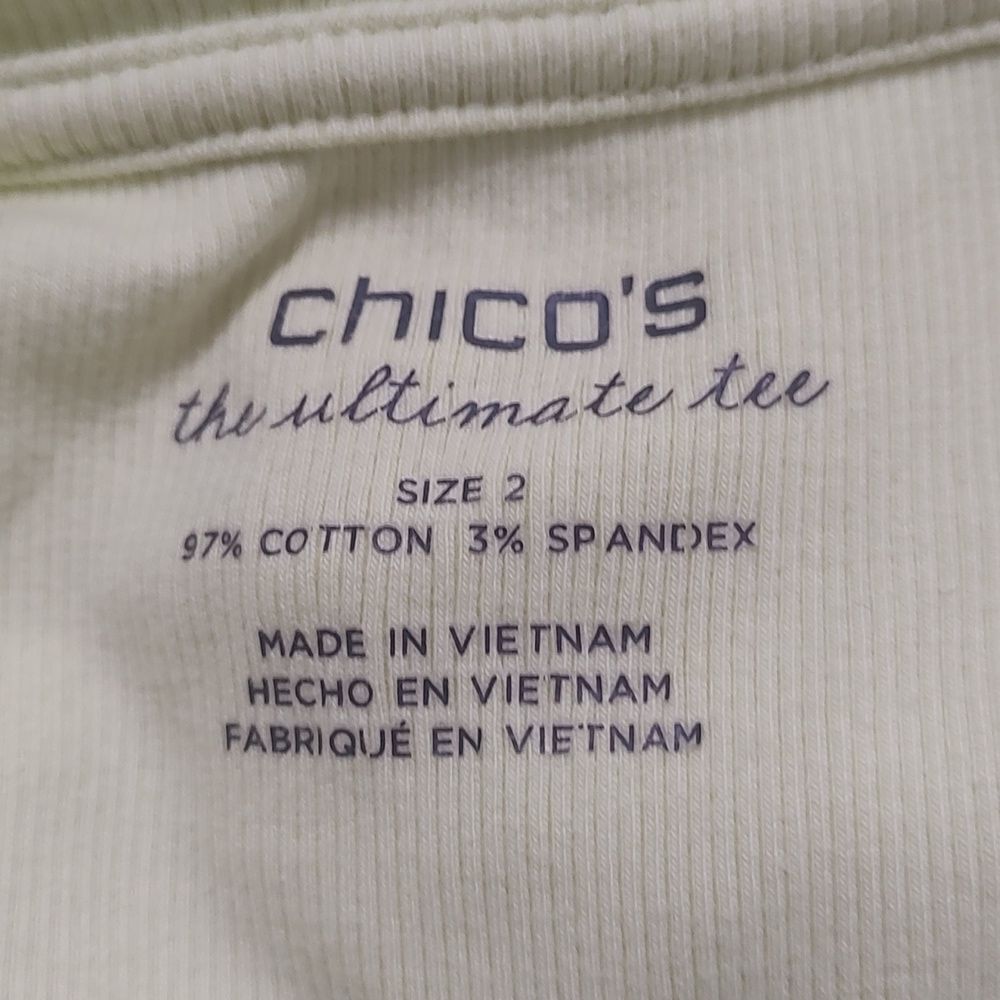 CHICO'S
the ultimate tee
SIZE 2
97% COTTON 3% SPANDEX
MADE IN VIETNAM
HECHO EN VIETNAM
FABRIQUÉ EN VIETNAM